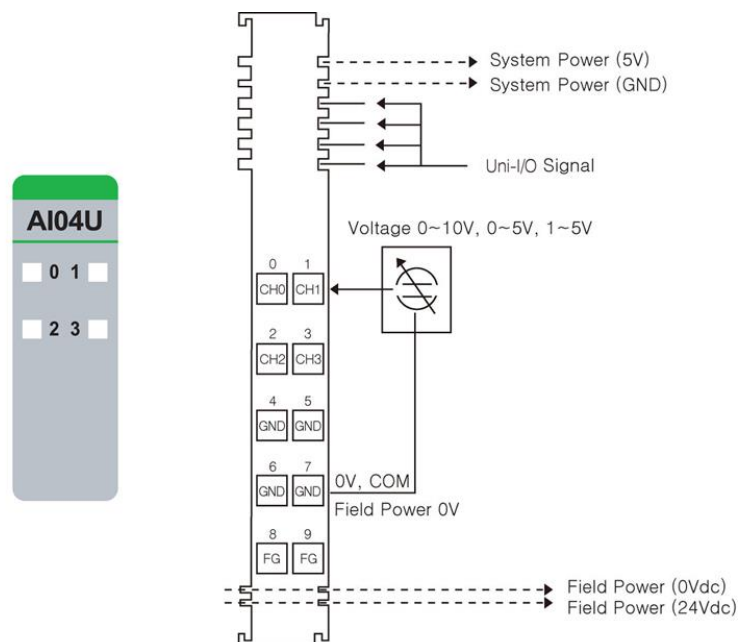 System Power (5V)
System Power (GND)
Uni-I/O Signal
AI04U
0 1
2 3
Voltage 0~10V, 0~5V, 1~5V
0 1
CH0 CH1
2 3
CH2 CH3
4 5
GND GND
6 7
GND GND
0V, COM
Field Power 0V
8 9
FG FG
Field Power (0Vdc)
Field Power (24Vdc)